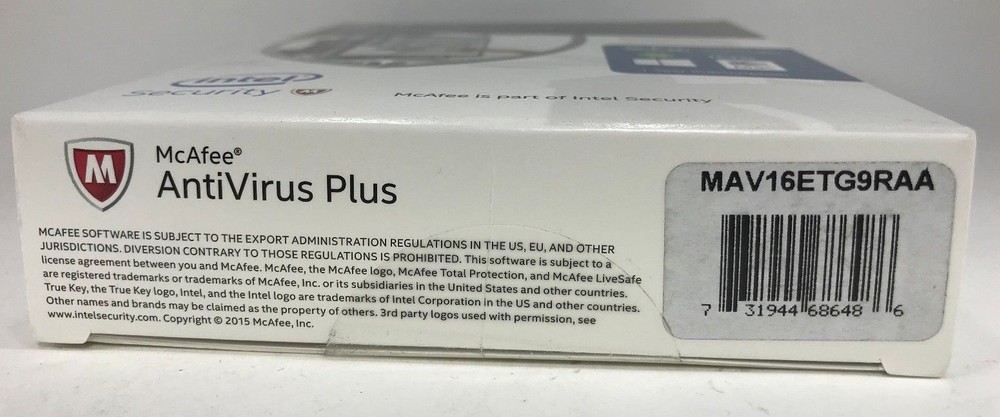 intel
security
McAfee is part of Intel Security
M
McAfee®
AntiVirus Plus
MCAFEE SOFTWARE IS SUBJECT TO THE EXPORT ADMINISTRATION REGULATIONS IN THE US, EU, AND OTHER
JURISDICTIONS. DIVERSION CONTRARY TO THOSE REGULATIONS IS PROHIBITED. This software is subject to a
license agreement between you and McAfee. McAfee, the McAfee logo, McAfee Total Protection, and McAfee LiveSafe
are registered trademarks or trademarks of McAfee, Inc. or its subsidiaries in the United States and other countries.
True Key, the True Key logo, Intel, and the Intel logo are trademarks of Intel Corporation in the US and other countries.
Other names and brands may be claimed as the property of others. 3rd party logos used with permission, see
www.intelsecurity.com. Copyright © 2015 McAfee, Inc.
MAV16ETG9RAA
7 31944 68648 6